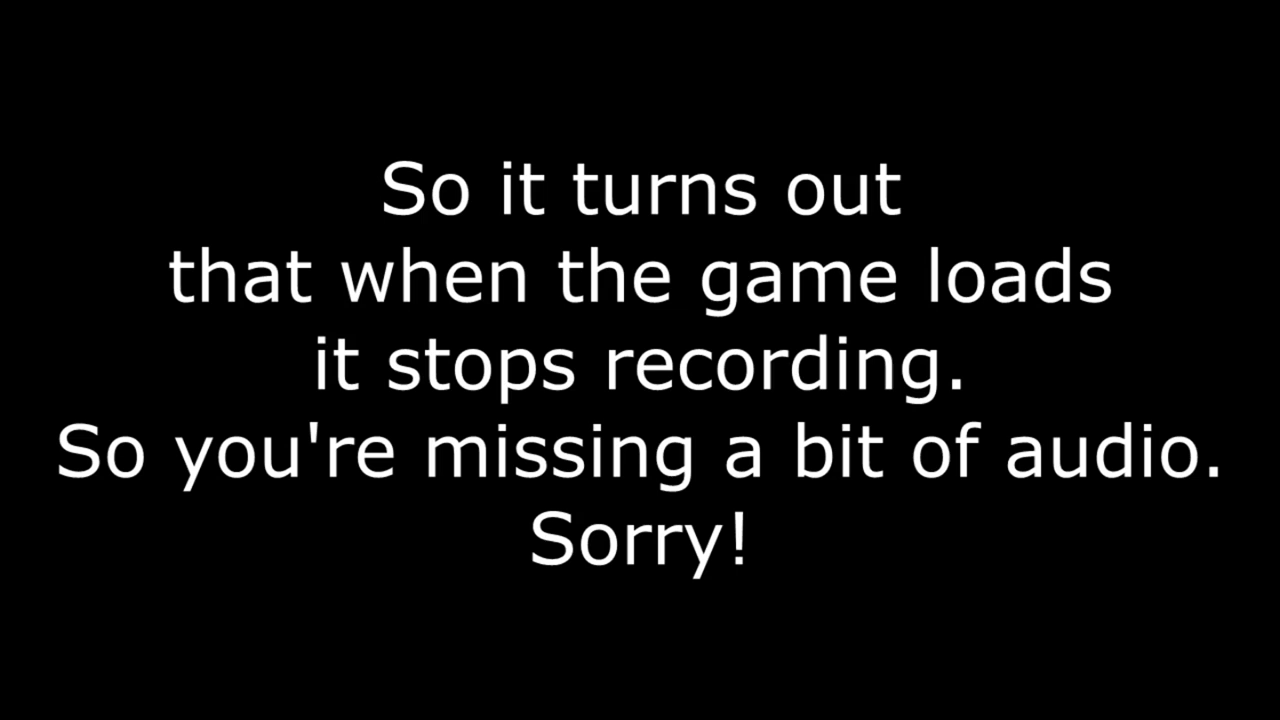 So it turns out
that when the game loads
it stops recording.
So you're missing a bit of audio.
Sorry!